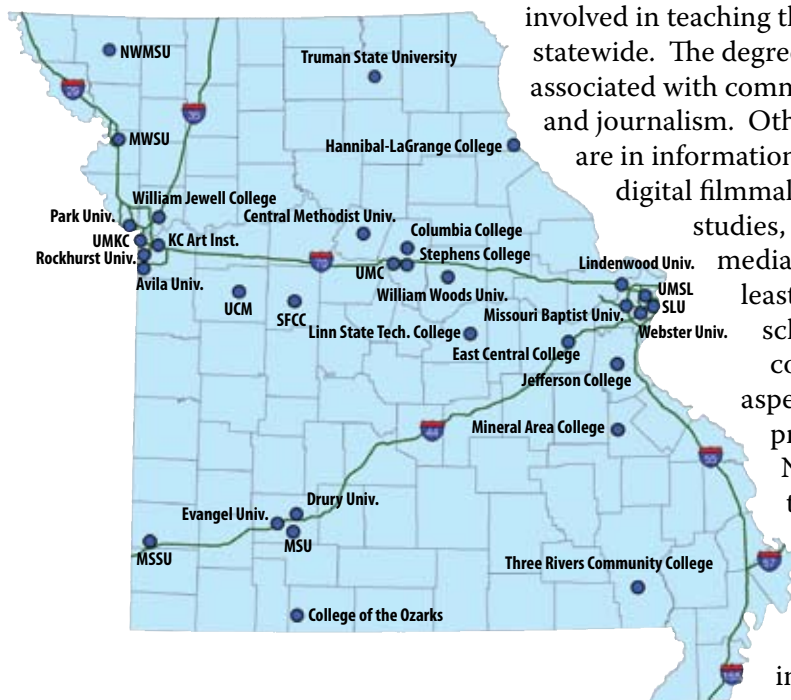 involved in teaching th
statewide. The degree
associated with comm
and journalism. Oth
are in information
digital filmmal
studies,
media
least
sch
co
aspe
pr
N
t
in
NWMSU
Truman State University
35
MWSU
Hannibal-LaGrange College
William Jewell College
Park Univ.
Central Methodist Univ.
UMKC
KC Art Inst.
Columbia College
Rockhurst Univ.
Stephens College
Avila Univ.
UMC
Lindenwood Univ.
William Woods Univ.
UMSL
UCM
SFCC
Missouri Baptist Univ.
SLU
Linn State Tech. College
Webster Univ.
East Central College
Jefferson College
Mineral Area College
44
55
Drury Univ.
Evangel Univ.
MSU
MSSU
Three Rivers Community College
57
College of the Ozarks